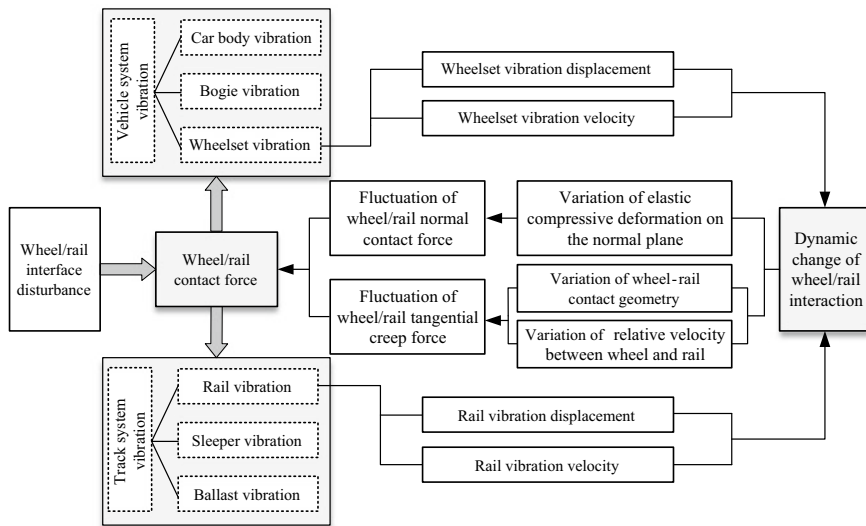 Vehicle system
vibration
Car body vibration
Bogie vibration
Wheelset vibration
Wheelset vibration displacement
Wheelset vibration velocity
Wheel/rail
interface
disturbance
Wheel/rail
contact force
Fluctuation of
wheel/rail normal
contact force
Variation of elastic
compressive deformation on
the normal plane
Fluctuation of
wheel/rail tangential
creep force
Variation of wheel-rail
contact geometry
Variation of relative velocity
between wheel and rail
Dynamic
change of
wheel/rail
interaction
Track system
vibration
Rail vibration
Sleeper vibration
Ballast vibration
Rail vibration displacement
Rail vibration velocity